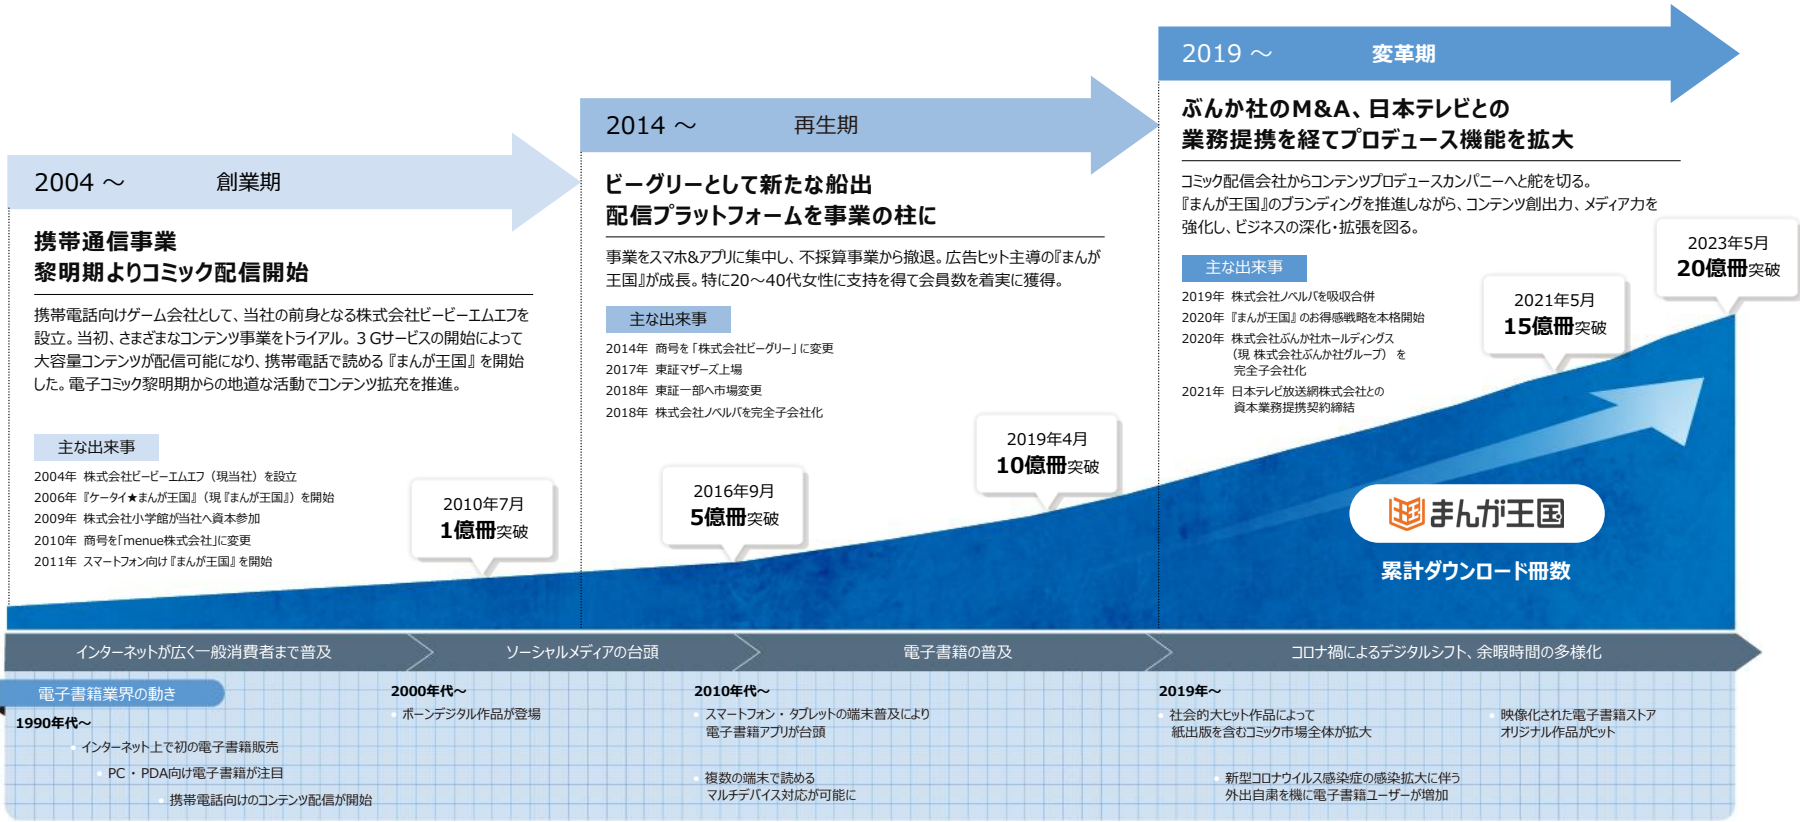 2004 ～ 創業期
携帯通信事業
黎明期よりコミック配信開始
携帯電話向けゲーム会社として、当社の前身となる株式会社ビービーエムエフを
設立。当初、さまざまなコンテンツ事業をトライアル。３Gサービスの開始によって
大容量コンテンツが配信可能になり、携帯電話で読める『まんが王国』を開始
した。電子コミック黎明期からの地道な活動でコンテンツ拡充を推進。
主な出来事
2004年 株式会社ビービーエムエフ（現当社）を設立
2006年 『ケータイ★まんが王国』（現『まんが王国』）を開始
2009年 株式会社小学館が当社へ資本参加
2010年 商号を「menue株式会社」に変更
2011年 スマートフォン向け『まんが王国』を開始
2010年7月
1億冊突破
2014 ～ 再生期
ビーグリーとして新たな船出
配信プラットフォームを事業の柱に
事業をスマホ&アプリに集中し、不採算事業から撤退。広告ヒット主導の『まんが
王国』が成長。特に20～40代女性に支持を得て会員数を着実に獲得。
主な出来事
2014年 商号を「株式会社ビーグリー」に変更
2017年 東証マザーズ上場
2018年 東証一部へ市場変更
2018年 株式会社ノベルバを完全子会社化
2016年9月
5億冊突破
2019年4月
10億冊突破
2019 ～ 変革期
ぶんか社のM&A、日本テレビとの
業務提携を経てプロデュース機能を拡大
コミック配信会社からコンテンツプロデュースカンパニーへと舵を切る。
『まんが王国』のブランディングを推進しながら、コンテンツ創出力、メディア力を
強化し、ビジネスの深化・拡張を図る。
主な出来事
2019年 株式会社ノベルバを吸収合併
2020年 『まんが王国』のお得感戦略を本格開始
2020年 株式会社ぶんか社ホールディングス
（現 株式会社ぶんか社グループ） を
完全子会社化
2021年 日本テレビ放送網株式会社との
資本業務提携契約締結
2021年5月
15億冊突破
2023年5月
20億冊突破
まんが王国
累計ダウンロード冊数
インターネットが広く一般消費者まで普及
ソーシャルメディアの台頭
電子書籍の普及
コロナ禍によるデジタルシフト、余暇時間の多様化
電子書籍業界の動き
1990年代～
インターネット上で初の電子書籍販売
PC・PDA向け電子書籍が注目
携帯電話向けのコンテンツ配信が開始
2000年代～
ボーンデジタル作品が登場
2010年代～
スマートフォン・タブレットの端末普及により
電子書籍アプリが台頭
複数の端末で読める
マルチデバイス対応が可能に
2019年～
社会的大ヒット作品によって
紙出版を含むコミック市場全体が拡大
新型コロナウイルス感染症の感染拡大に伴う
外出自粛を機に電子書籍ユーザーが増加
映像化された電子書籍ストア
オリジナル作品がヒット